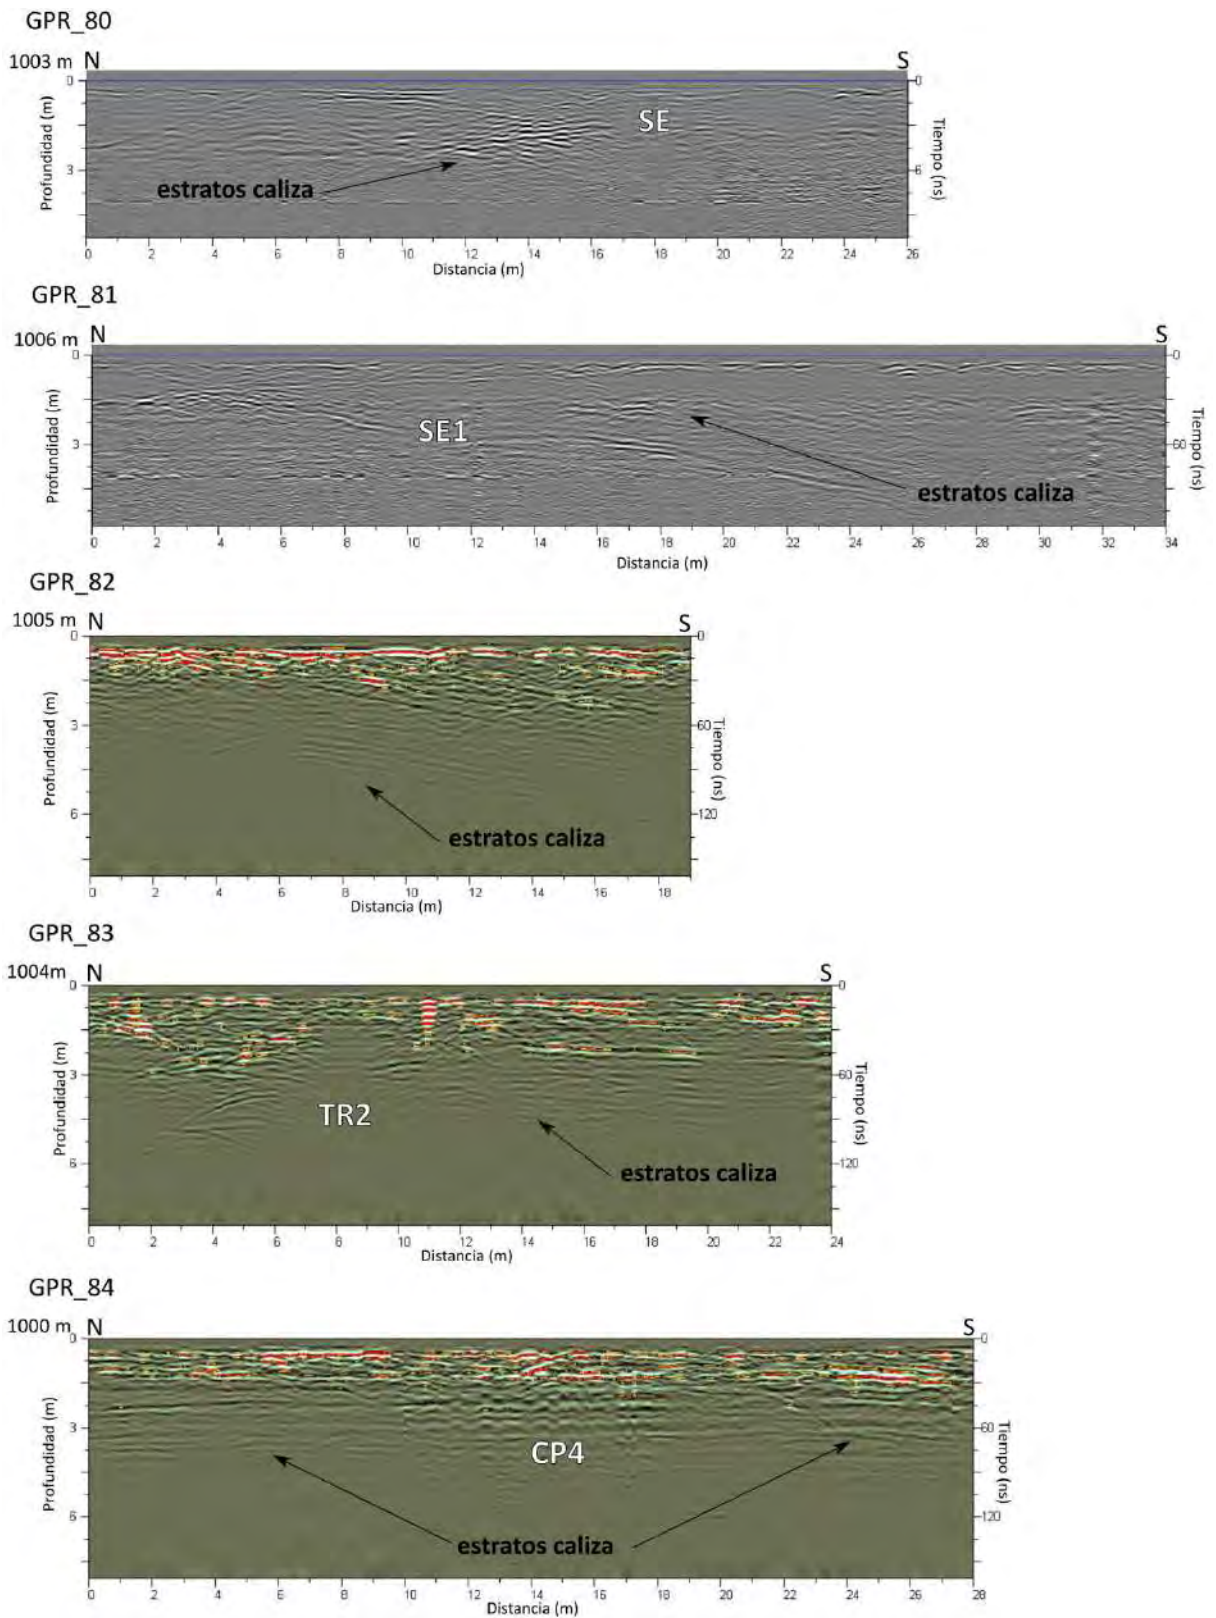 GPR_80
1003 m N S
0 0
SE
Profundidad (m)
Tiempo (ns)
3 6
estratos caliza
0 2 4 6 8 10 12 14 16 18 20 22 24 26
Distancia (m)
GPR_81
1006 m N S
0 0
SE1
Profundidad (m)
Tiempo (ns)
3 60
estratos caliza
0 2 4 6 8 10 12 14 16 18 20 22 24 26 28 30 32 34
Distancia (m)
GPR_82
1005 m N S
0 0
Profundidad (m)
Tiempo (ns)
3 60
6 120
estratos caliza
0 2 4 6 8 10 12 14 16 18
Distancia (m)
GPR_83
1004m N S
0 0
Profundidad (m)
Tiempo (ns)
3 60
TR2
6 120
estratos caliza
0 2 4 6 8 10 12 14 16 18 20 22 24
Distancia (m)
GPR_84
1000 m N S
0 0
Profundidad (m)
Tiempo (ns)
3 60
CP4
6 120
estratos caliza
0 2 4 6 8 10 12 14 16 18 20 22 24 26 28
Distancia (m)